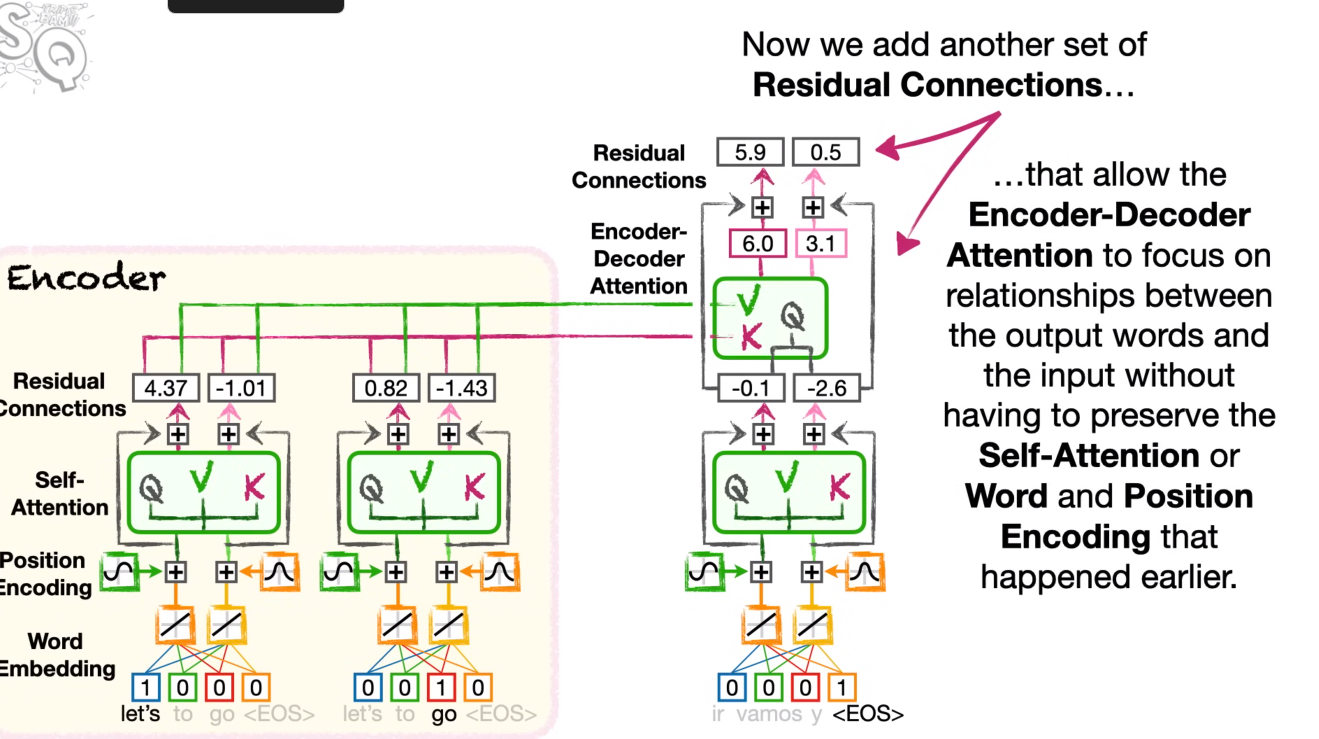 SQ
TRIPLE
BAM!!
Now we add another set of
Residual Connections…
…that allow the
Encoder-Decoder
Attention to focus on
relationships between
the output words and
the input without
having to preserve the
Self-Attention or
Word and Position
Encoding that
happened earlier.
Residual
Connections
5.9 0.5
+ +
Encoder-
Decoder
Attention
6.0 3.1
V Q
K
Encoder
Residual
Connections
4.37 -1.01 0.82 -1.43 -0.1 -2.6
+ + + + + +
Self-
Attention
Q V K Q V K Q V K
Position
Encoding
+ + + + + +
Word
Embedding
1 0 0 0 0 0 1 0 0 0 0 1
let's to go <EOS> let's to go <EOS> ir vamos y <EOS>